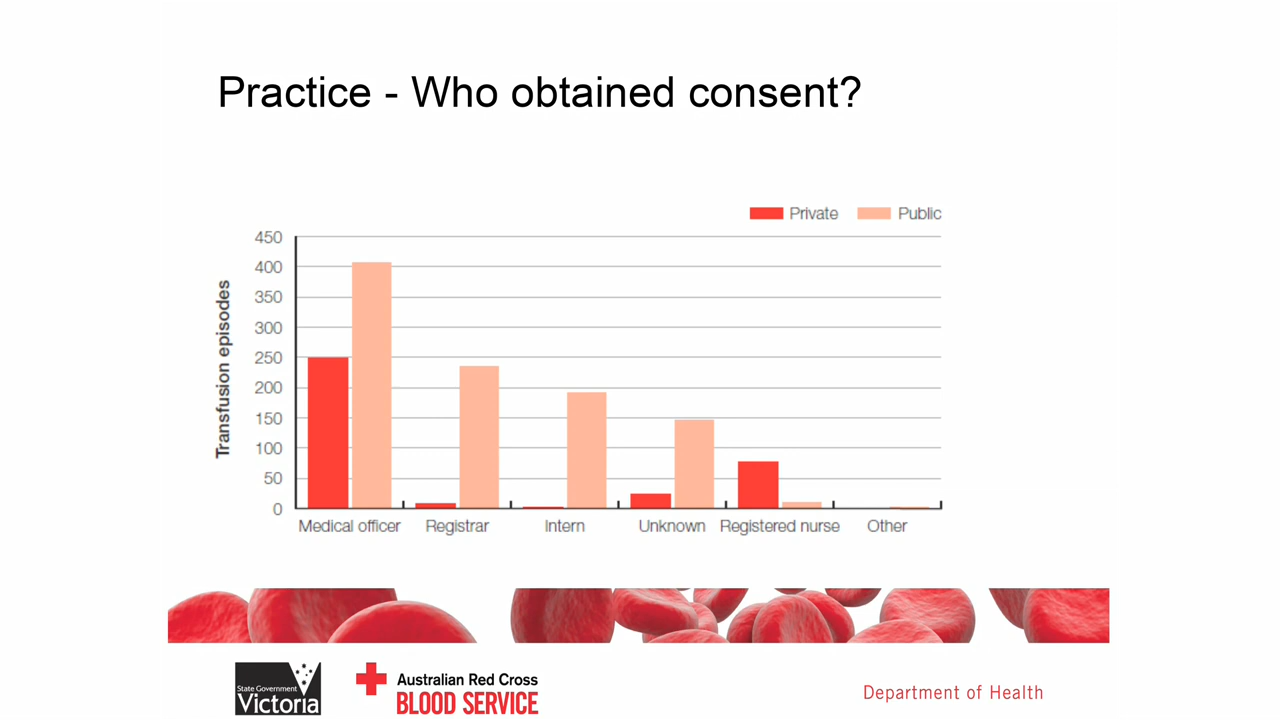 Practice - Who obtained consent?
Private Public
450
400
350
300
250
200
150
100
50
0
Transfusion episodes
Medical officer Registrar Intern Unknown Registered nurse Other
State Government
Victoria
Australian Red Cross
BLOOD SERVICE
Department of Health